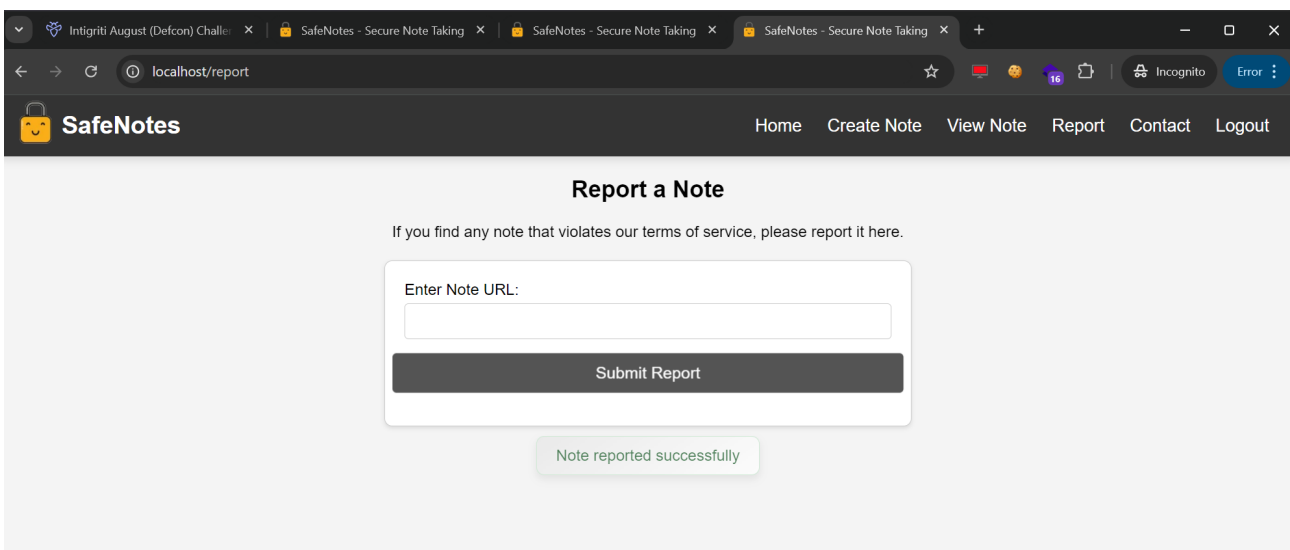 Intigriti August (Defcon) Challe
SafeNotes - Secure Note Taking
SafeNotes - Secure Note Taking
SafeNotes - Secure Note Taking
localhost/report
16
Incognito
Error
SafeNotes
Home
Create Note
View Note
Report
Contact
Logout
Report a Note
If you find any note that violates our terms of service, please report it here.
Enter Note URL:
Submit Report
Note reported successfully